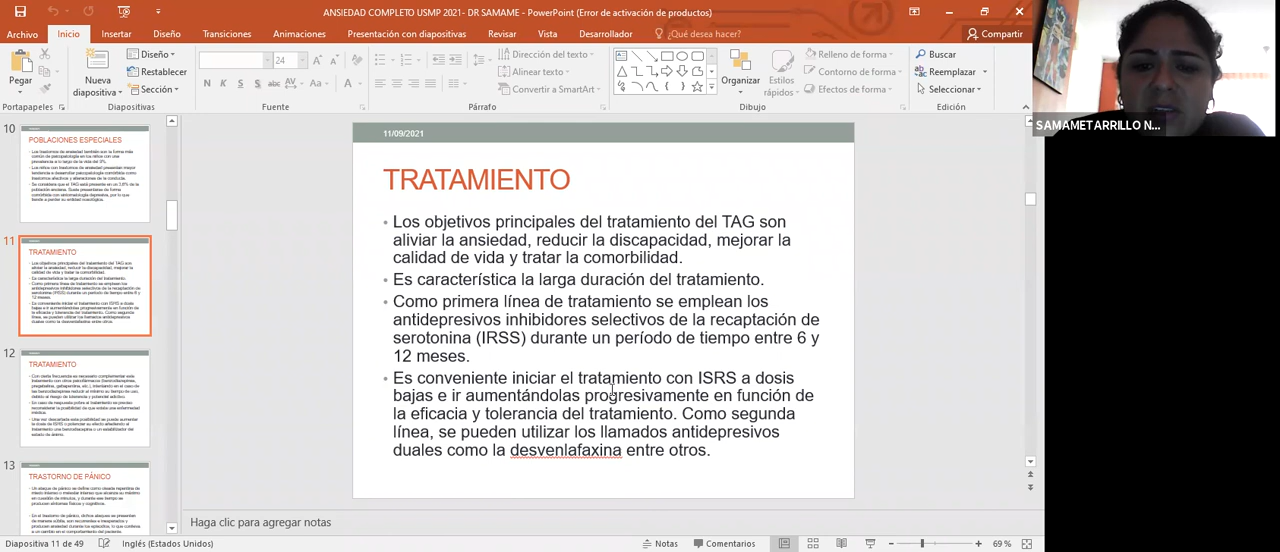 ANSIEDAD COMPLETO USMP 2021- DR SAMAME - PowerPoint (Error de activación de productos)
Archivo Inicio Insertar Diseño Transiciones Animaciones Presentación con diapositivas Revisar Vista Desarrollador ¿Qué desea hacer? Compartir
Pegar
Nueva diapositiva
Diseño
Restablecer
Sección
24
N K S
Dirección del texto
Alinear texto
Convertir a SmartArt
Organizar
Estilos rápidos
Relleno de forma
Contorno de forma
Efectos de forma
Buscar
Reemplazar
Seleccionar
Portapapeles Diapositivas Fuente Párrafo Dibujo Edición
SAMAMETARRILLO N...
10
POBLACIONES ESPECIALES
11
TRATAMIENTO
12
TRATAMIENTO
13
TRASTORNO DE PÁNICO
11/09/2021
TRATAMIENTO
• Los objetivos principales del tratamiento del TAG son
aliviar la ansiedad, reducir la discapacidad, mejorar la
calidad de vida y tratar la comorbilidad.
• Es característica la larga duración del tratamiento.
• Como primera línea de tratamiento se emplean los
antidepresivos inhibidores selectivos de la recaptación de
serotonina (IRSS) durante un período de tiempo entre 6 y
12 meses.
• Es conveniente iniciar el tratamiento con ISRS a dosis
bajas e ir aumentándolas progresivamente en función de
la eficacia y tolerancia del tratamiento. Como segunda
línea, se pueden utilizar los llamados antidepresivos
duales como la desvenlafaxina entre otros.
Haga clic para agregar notas
Diapositiva 11 de 49 Inglés (Estados Unidos) Notas Comentarios 69 %